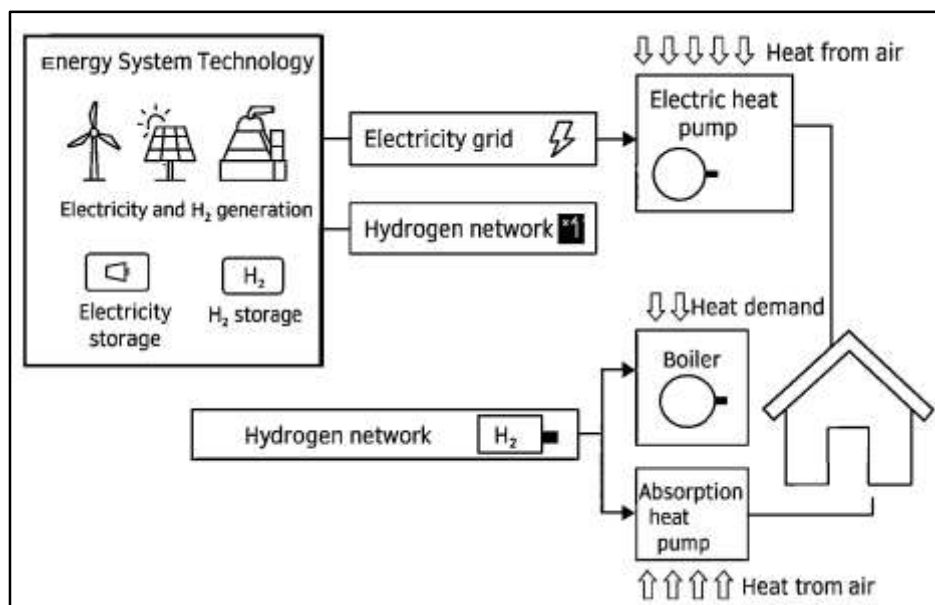 Energy System Technology
Electricity and H₂ generation
Electricity
storage
H₂
H₂ storage
Electricity grid
Hydrogen network
Heat from air
Electric heat
pump
Heat demand
Boiler
Hydrogen network
H₂
Absorption
heat
pump
Heat trom air